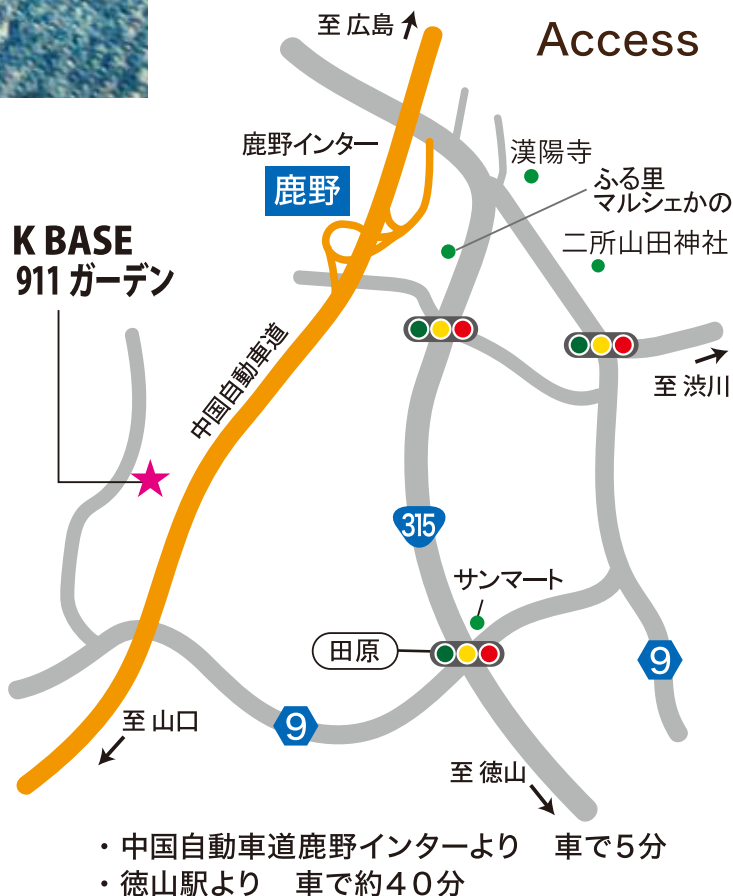 至 広島
Access
鹿野インター
鹿野
漢陽寺
ふる里
マルシェかの
二所山田神社
K BASE
911 ガーデン
中国自動車道
至 渋川
315
サンマート
田原
9
9
至 山口
至 徳山
・ 中国自動車道鹿野インターより　車で５分
・ 徳山駅より　車で約４０分